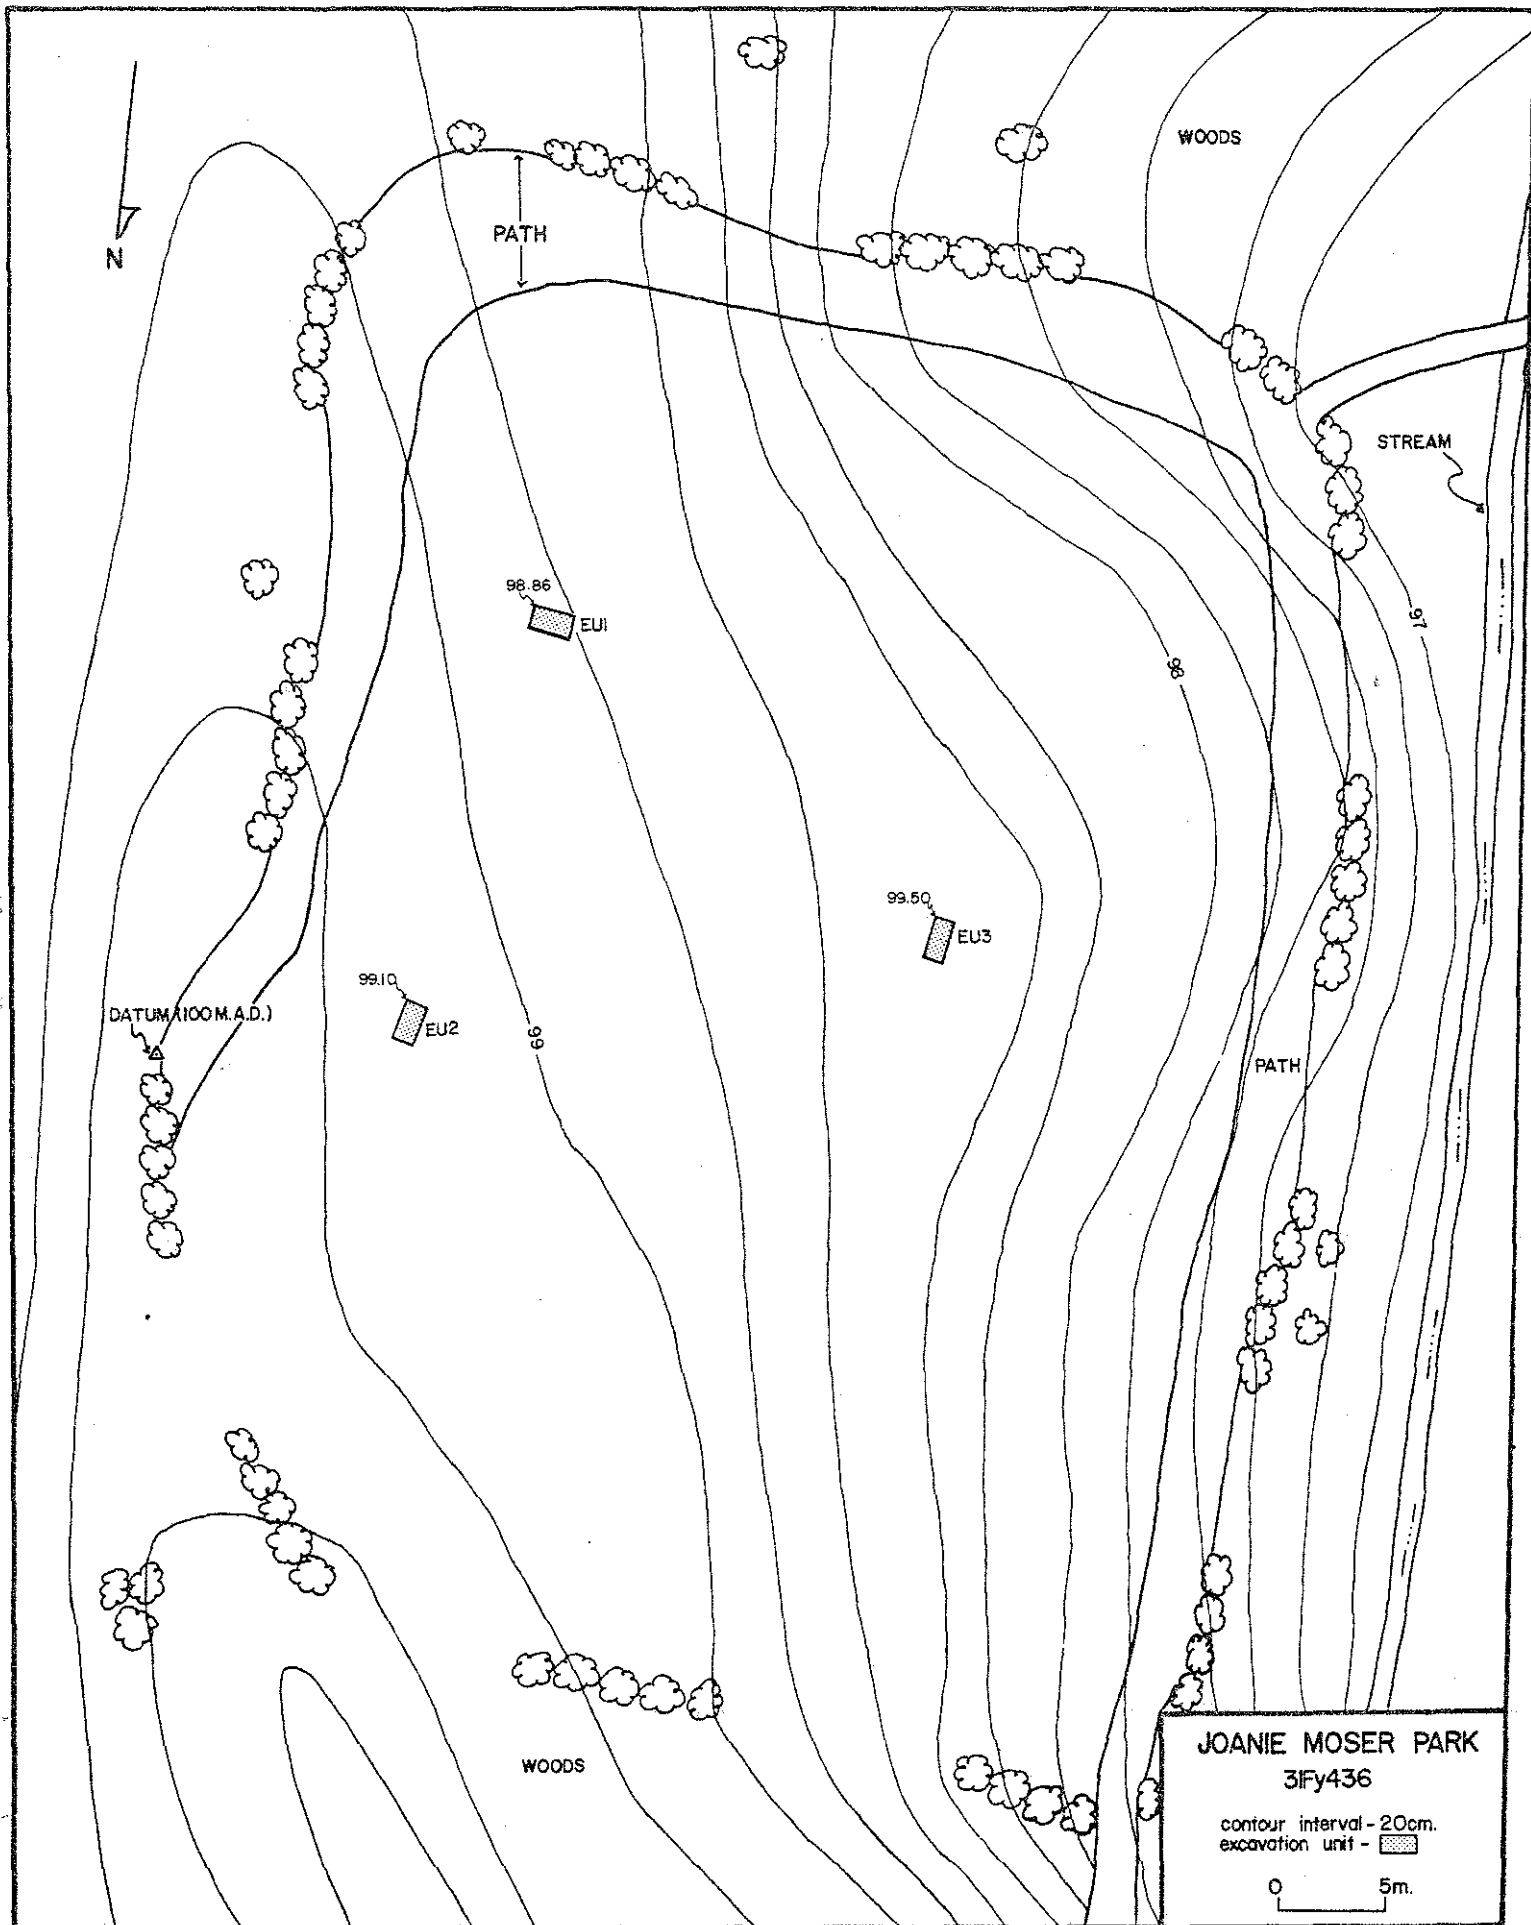 WOODS
PATH
N
STREAM
98.86
EU1
97
98
99.50
EU3
99.10
EU2
DATUM (100 M.A.D.)
99
PATH
WOODS
JOANIE MOSER PARK
31Fy436
contour interval - 20cm.
excavation unit -
0 5m.